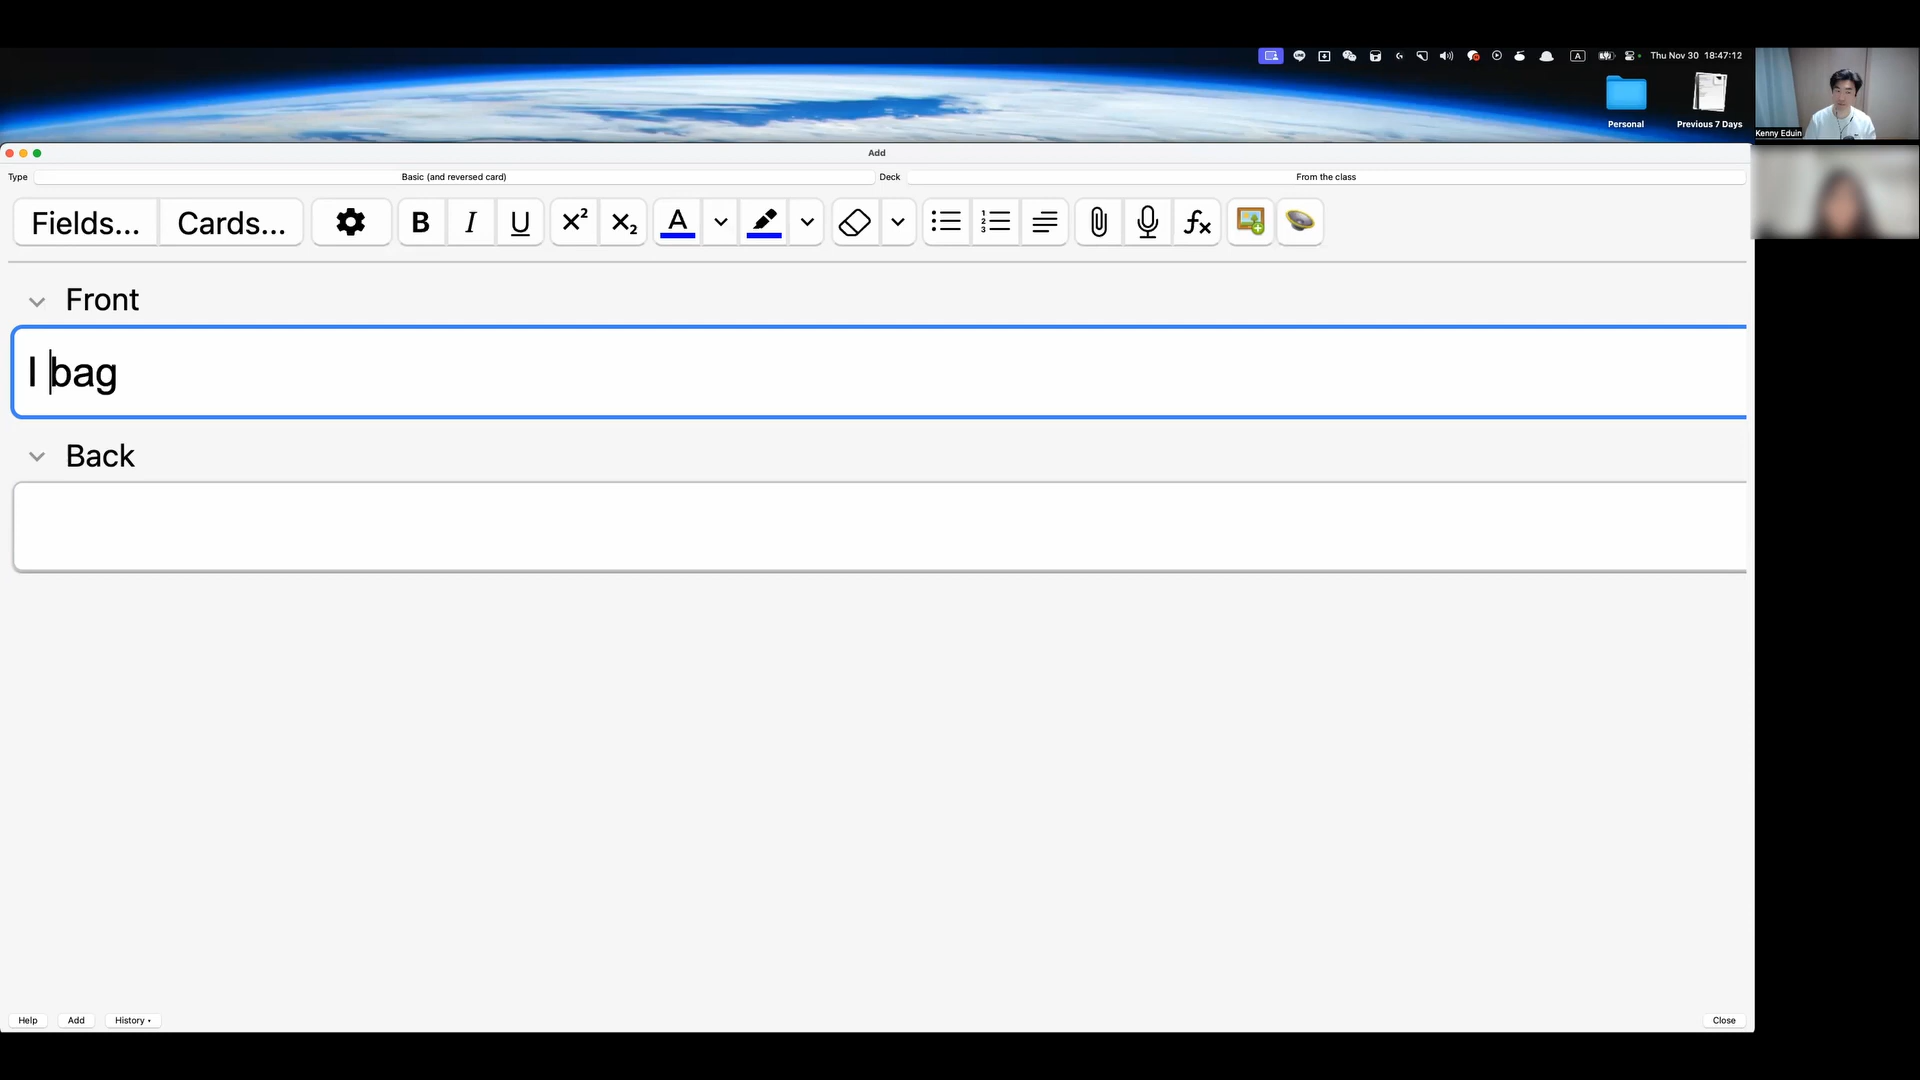 Thu Nov 30 18:47:12
Personal
Previous 7 Days
Kenny Eduin
Add
Type
Basic (and reversed card)
Deck
From the class
Fields...
Cards...
Front
I bag
Back
Help
Add
History
Close